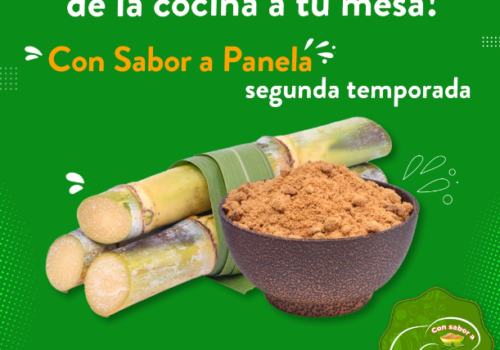 de la cocina a tu mesa!
Con Sabor a Panela
segunda temporada
Con sabor a